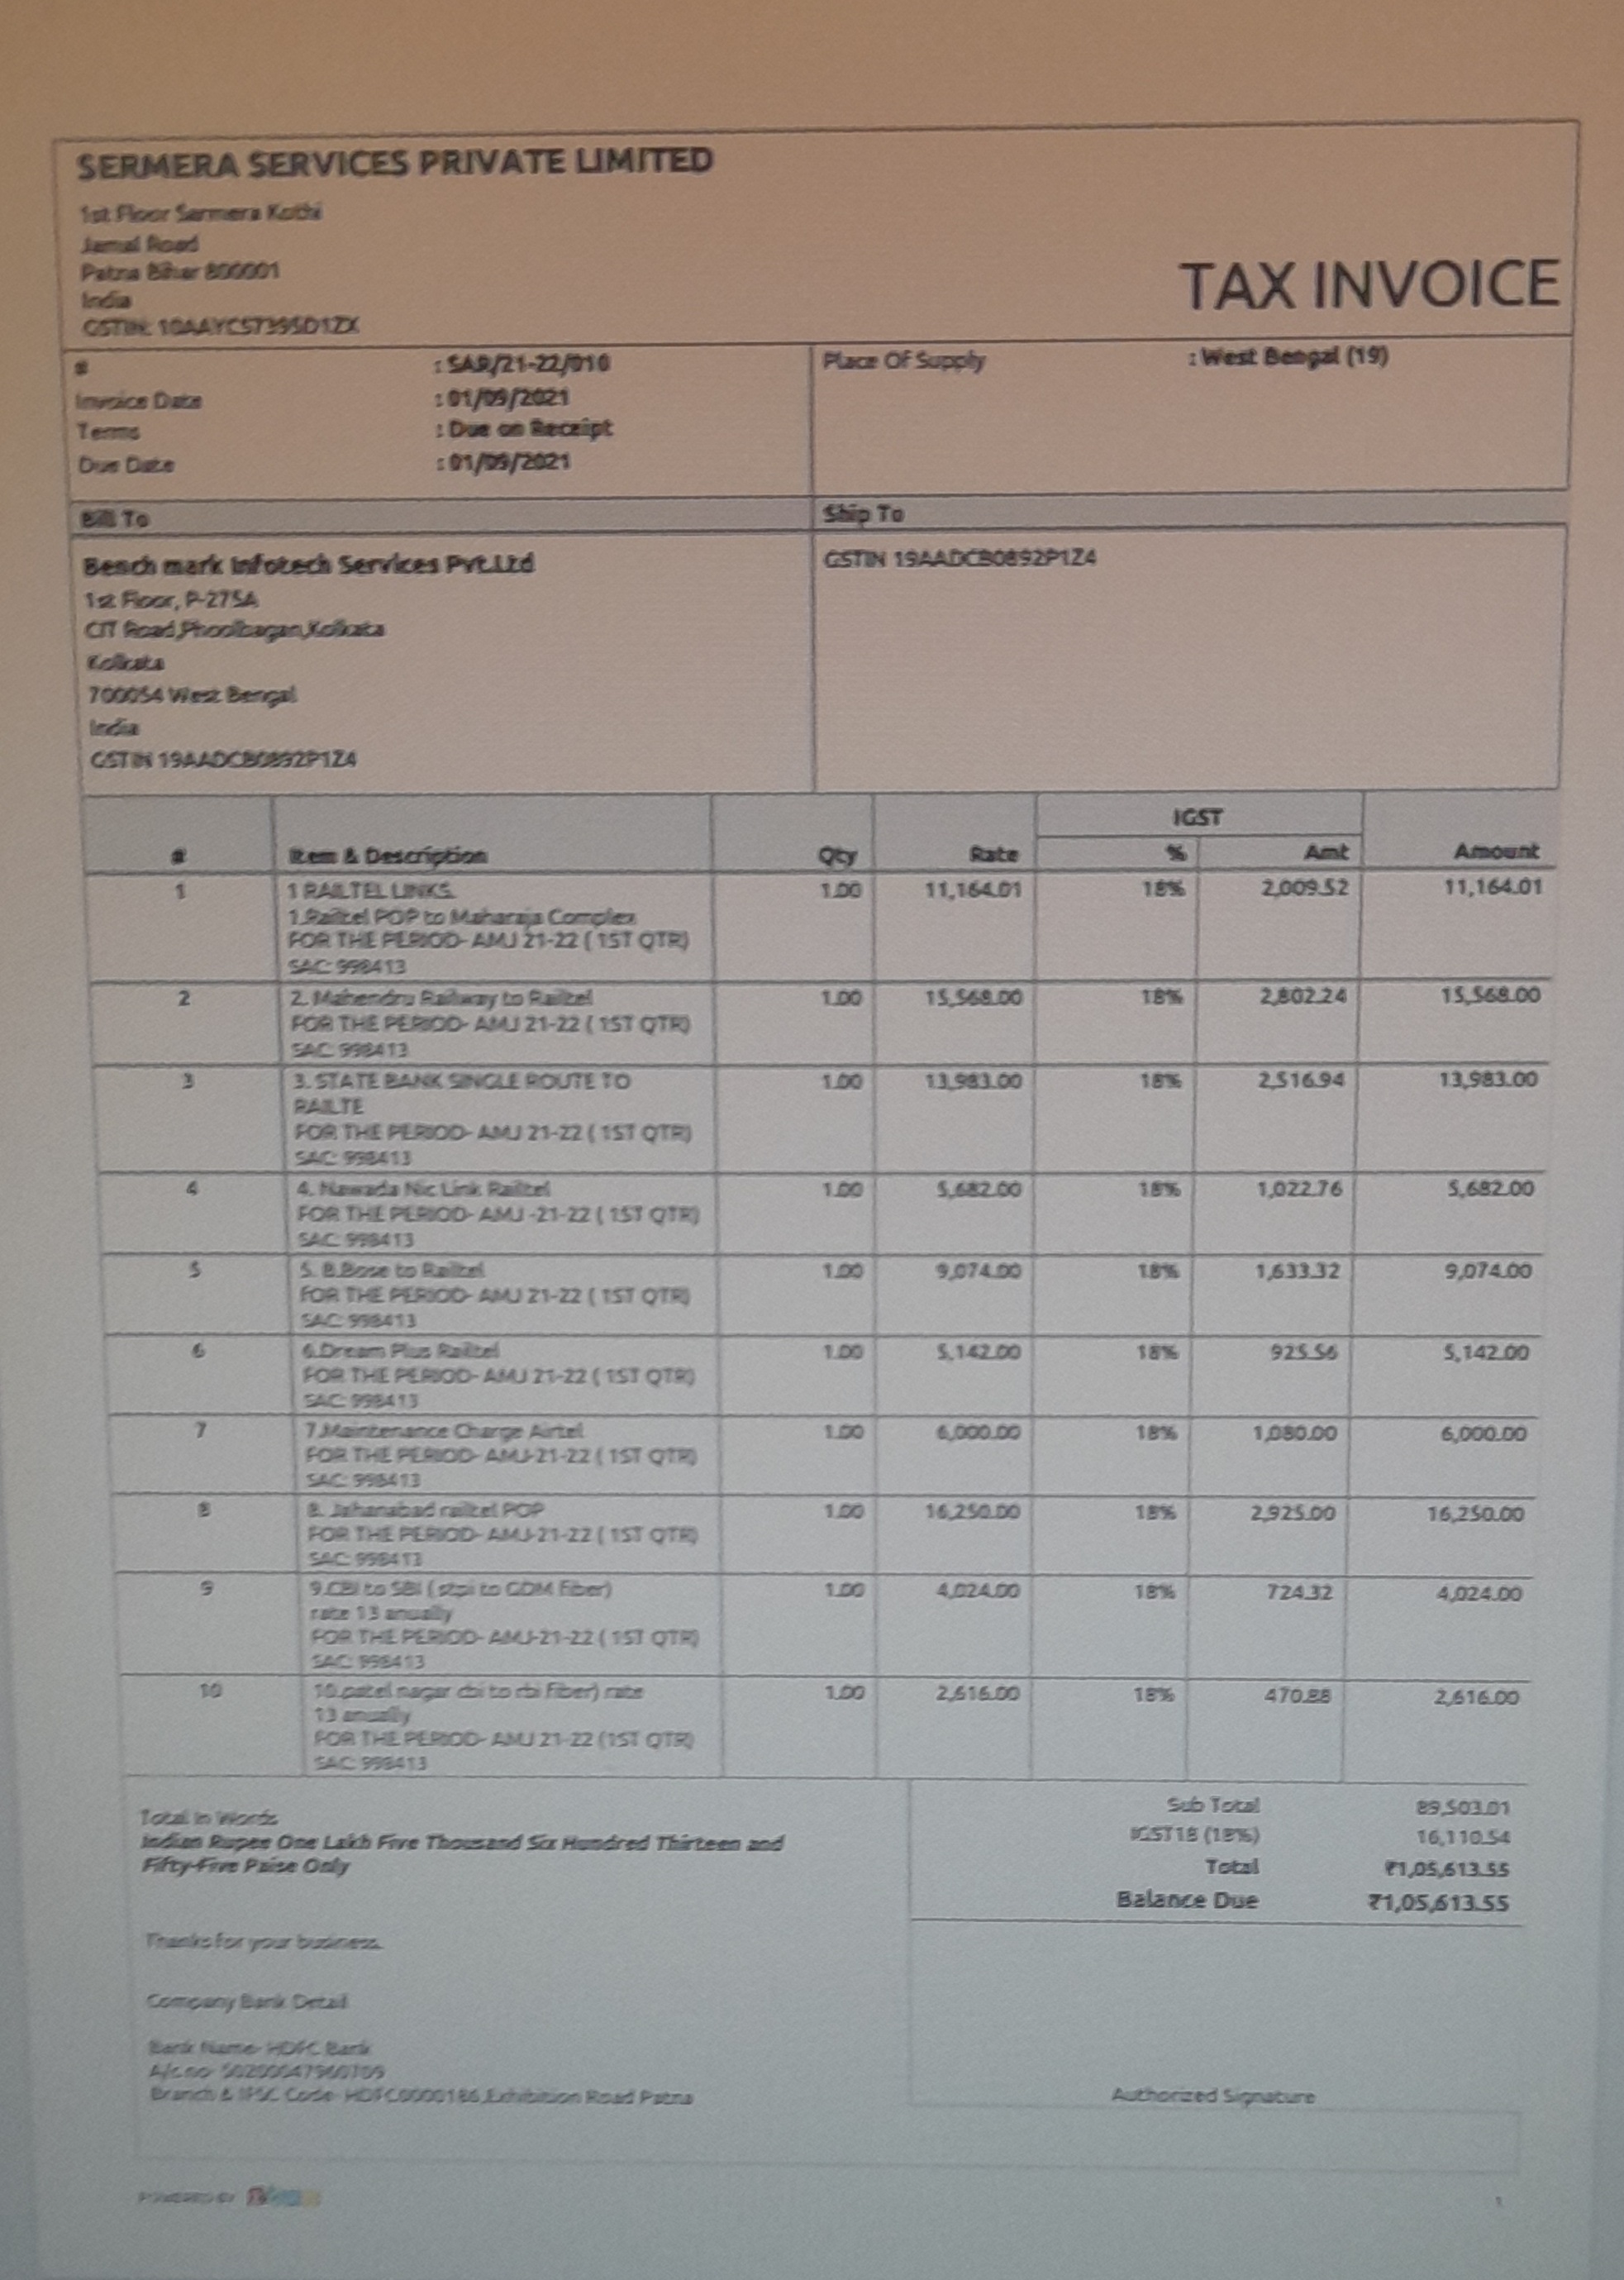 SERMERA SERVICES PRIVATE LIMITED
1st Floor Sermera Kothi
Jamal Road
Patna Bihar 800001
India
TAX INVOICE
GSTIN:
# : SAR/21-22/010
Place Of Supply : West Bengal (19)
Invoice Date : 01/09/2021
Terms : Due on Receipt
Due Date : 01/09/2021
Bill To
Ship To
Bench mark Infotech Services Pvt.Ltd
GSTIN 19AADCB0892P1Z4
1st Floor, P-275A
CIT Road,Phoolbagan,Kolkata
Kolkata
700054 West Bengal
India
GSTIN 19AADCB0892P1Z4
# Item & Description Qty Rate IGST % Amt Amount
1 1 RAILTEL LINKS. 1.00 11,164.01 18% 2,009.52 11,164.01
1.Railtel POP to Maharaja Complex
FOR THE PERIOD- AMJ 21-22 ( 1ST QTR)
SAC: 998413
2 2. Mahendru Railway to Railtel 1.00 15,568.00 18% 2,802.24 15,568.00
FOR THE PERIOD- AMJ 21-22 ( 1ST QTR)
SAC: 998413
3 3. STATE BANK SINGLE ROUTE TO 1.00 13,983.00 18% 2,516.94 13,983.00
RAILTE
FOR THE PERIOD- AMJ 21-22 ( 1ST QTR)
SAC: 998413
4 4. Nawada Nic Link Railtel 1.00 5,682.00 18% 1,022.76 5,682.00
FOR THE PERIOD- AMJ -21-22 ( 1ST QTR)
SAC: 998413
5 5. B.Bose to Railtel 1.00 9,074.00 18% 1,633.32 9,074.00
FOR THE PERIOD- AMJ 21-22 ( 1ST QTR)
SAC: 998413
6 6.Dream Plus Railtel 1.00 5,142.00 18% 925.56 5,142.00
FOR THE PERIOD- AMJ 21-22 ( 1ST QTR)
SAC: 998413
7 7.Maintenance Charge Airtel 1.00 6,000.00 18% 1,080.00 6,000.00
FOR THE PERIOD- AMJ-21-22 ( 1ST QTR)
SAC: 998413
8 8. Jahanabad railtel POP 1.00 16,250.00 18% 2,925.00 16,250.00
FOR THE PERIOD- AMJ-21-22 ( 1ST QTR)
SAC: 998413
9 9.CBI to SBI ( stpi to GDM Fiber) 1.00 4,024.00 18% 724.32 4,024.00
rate 13 anually
FOR THE PERIOD- AMJ-21-22 ( 1ST QTR)
SAC: 998413
10 10.patel nagar cbi to rbi Fiber) rate 1.00 2,616.00 18% 470.88 2,616.00
13 anually
FOR THE PERIOD- AMJ 21-22 (1ST QTR)
SAC: 998413
Sub Total 89,503.01
Total In Words
IGST18 (18%) 16,110.54
Indian Rupee One Lakh Five Thousand Six Hundred Thirteen and
Fifty-Five Paise Only
Total ₹1,05,613.55
Balance Due ₹1,05,613.55
Thanks for your business.
Company Bank Detail
Bank Name- HDFC Bank
A/c.no-
Branch & IFSC Code- HDFC0000186,Exhibition Road Patna
Authorized Signature
POWERED BY
1